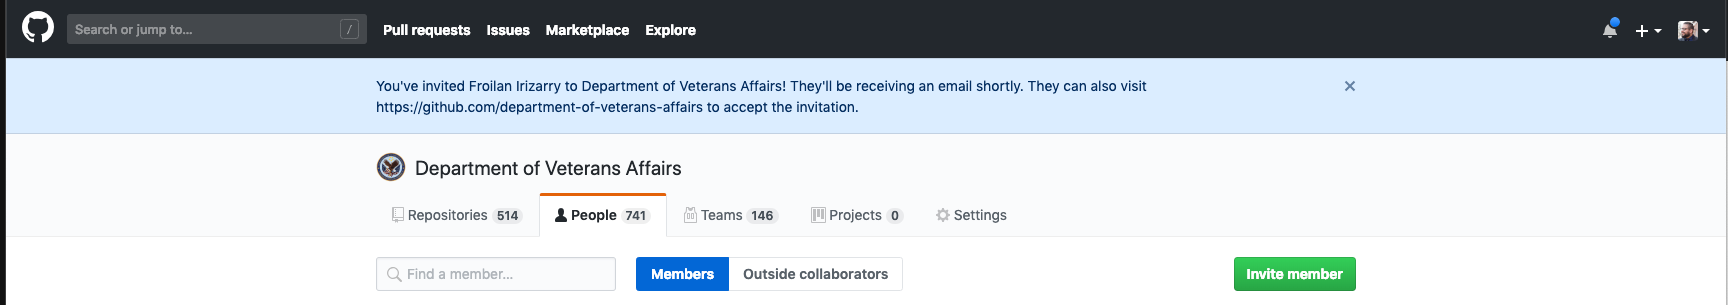 Search or jump to... /
Pull requests Issues Marketplace Explore
You've invited Froilan Irizarry to Department of Veterans Affairs! They'll be receiving an email shortly. They can also visit
https://github.com/department-of-veterans-affairs to accept the invitation.
Department of Veterans Affairs
Repositories 514 People 741 Teams 146 Projects 0 Settings
Find a member... Members Outside collaborators Invite member